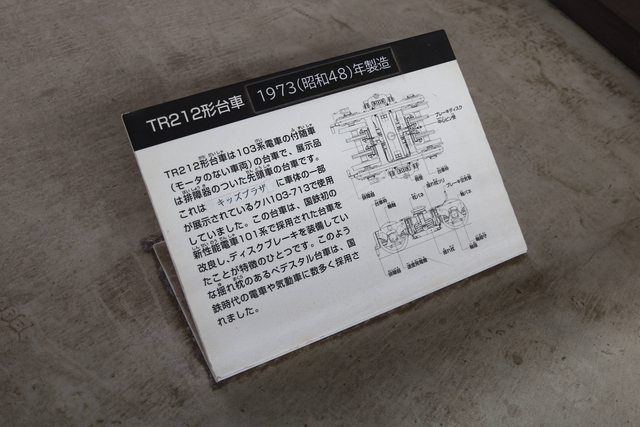 TR212形台車 1973(昭和48)年製造
TR212形台車は103系電車の付随車
(モータのない車両)の台車で、展示品
は排障器のついた先頭車の台車です。
これは キッズプラザ に車体の一部
が展示されているクハ103-713で使用
していました。この台車は、国鉄初の
新性能電車101系で採用された台車を
改良し、ディスクブレーキを装備してい
たことが特徴のひとつです。このよう
な揺れ枕のあるペデスタル台車は、国
鉄時代の電車や気動車に数多く採用さ
れました。
ブレーキディスク